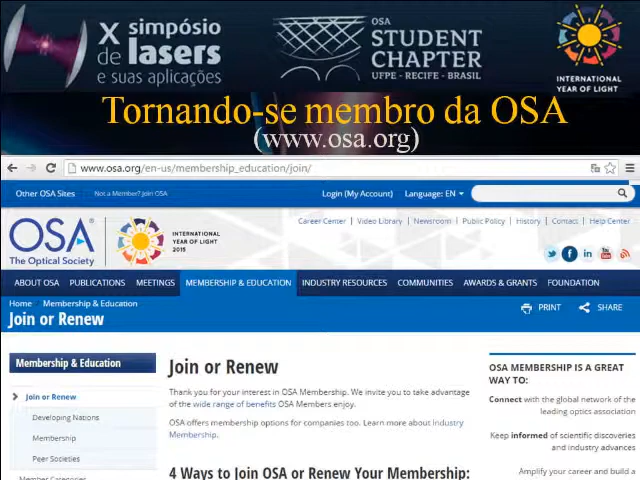 X simpósio
de lasers
e suas aplicações
OSA
STUDENT
CHAPTER
UFPE - RECIFE - BRASIL
INTERNATIONAL
YEAR OF LIGHT
Tornando-se membro da OSA
(www.osa.org)
www.osa.org/en-us/membership_education/join/
Other OSA Sites Not a Member? Join OSA Login (My Account) Language: EN
Career Center | Video Library | Newsroom | Public Policy | History | Contact | Help Center
OSA®
The Optical Society
INTERNATIONAL
YEAR OF LIGHT
2015
ABOUT OSA PUBLICATIONS MEETINGS MEMBERSHIP & EDUCATION INDUSTRY RESOURCES COMMUNITIES AWARDS & GRANTS FOUNDATION
Home Membership & Education
Join or Renew
PRINT SHARE
Membership & Education
Join or Renew
Developing Nations
Membership
Peer Societies
Member Categories
Join or Renew
Thank you for your interest in OSA Membership. We invite you to take advantage
of the wide range of benefits OSA Members enjoy.
OSA offers membership options for companies too. Learn more about Industry
Membership.
4 Ways to Join OSA or Renew Your Membership:
OSA MEMBERSHIP IS A GREAT
WAY TO:
Connect with the global network of the
leading optics association
Keep informed of scientific discoveries
and industry advances
Amplify your career and build a